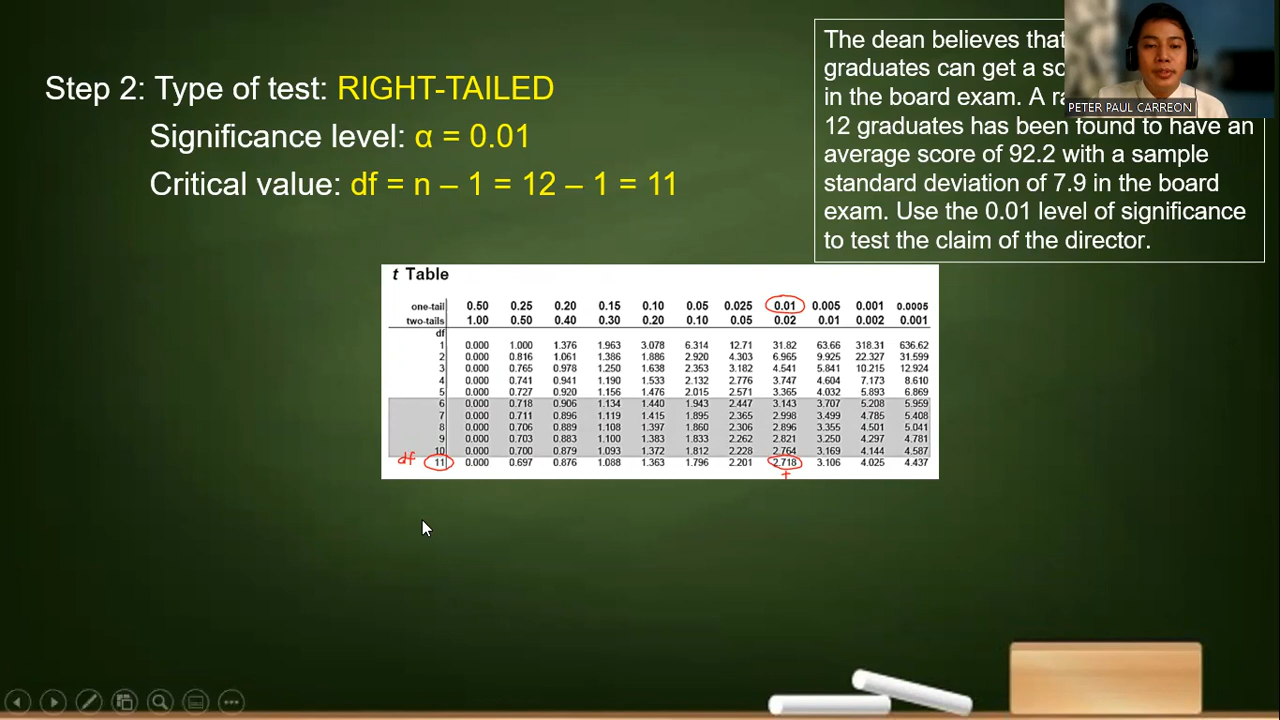 Step 2: Type of test: RIGHT-TAILED
Significance level: α = 0.01
Critical value: df = n – 1 = 12 – 1 = 11
The dean believes that
graduates can get a
in the board exam. A
12 graduates has been found to have an
average score of 92.2 with a sample
standard deviation of 7.9 in the board
exam. Use the 0.01 level of significance
to test the claim of the director.
PETER PAUL CARREON
t Table
one-tail 0.50 0.25 0.20 0.15 0.10 0.05 0.025 0.01 0.005 0.001 0.0005
two-tails 1.00 0.50 0.40 0.30 0.20 0.10 0.05 0.02 0.01 0.002 0.001
df
1 0.000 1.000 1.376 1.963 3.078 6.314 12.71 31.82 63.66 318.31 636.62
2 0.000 0.816 1.061 1.386 1.886 2.920 4.303 6.965 9.925 22.327 31.599
3 0.000 0.765 0.978 1.250 1.638 2.353 3.182 4.541 5.841 10.215 12.924
4 0.000 0.741 0.941 1.190 1.533 2.132 2.776 3.747 4.604 7.173 8.610
5 0.000 0.727 0.920 1.156 1.476 2.015 2.571 3.365 4.032 5.893 6.869
6 0.000 0.718 0.906 1.134 1.440 1.943 2.447 3.143 3.707 5.208 5.959
7 0.000 0.711 0.896 1.119 1.415 1.895 2.365 2.998 3.499 4.785 5.408
8 0.000 0.706 0.889 1.108 1.397 1.860 2.306 2.896 3.355 4.501 5.041
9 0.000 0.703 0.883 1.100 1.383 1.833 2.262 2.821 3.250 4.297 4.781
10 0.000 0.700 0.879 1.093 1.372 1.812 2.228 2.764 3.169 4.144 4.587
df 11 0.000 0.697 0.876 1.088 1.363 1.796 2.201 2.718 3.106 4.025 4.437
+